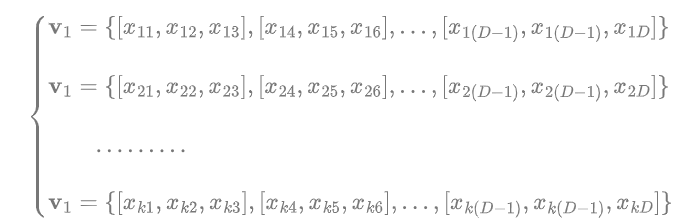 v₁ = {[x₁₁, x₁₂, x₁₃], [x₁₄, x₁₅, x₁₆], . . . , [x₁₍D₋₁₎, x₁₍D₋₁₎, x₁D]}
v₁ = {[x₂₁, x₂₂, x₂₃], [x₂₄, x₂₅, x₂₆], . . . , [x₂₍D₋₁₎, x₂₍D₋₁₎, x₂D]}
. . . . . . . . .
v₁ = {[xₖ₁, xₖ₂, xₖ₃], [xₖ₄, xₖ₅, xₖ₆], . . . , [xₖ₍D₋₁₎, xₖ₍D₋₁₎, xₖD]}